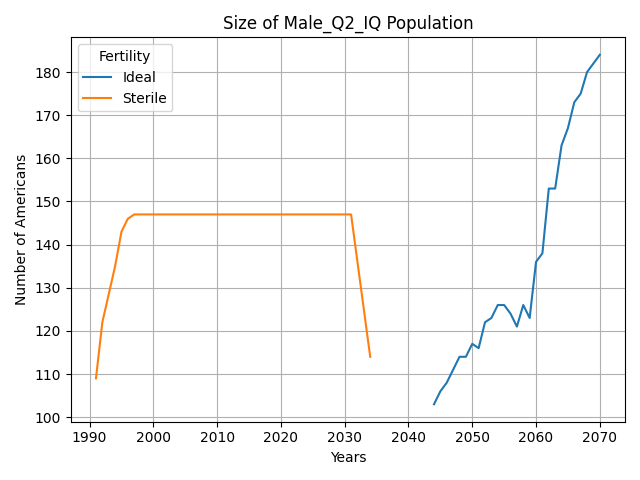 Size of Male_Q2_IQ Population
Fertility
Ideal
Sterile
Number of Americans
180
170
160
150
140
130
120
110
100
1990 2000 2010 2020 2030 2040 2050 2060 2070
Years